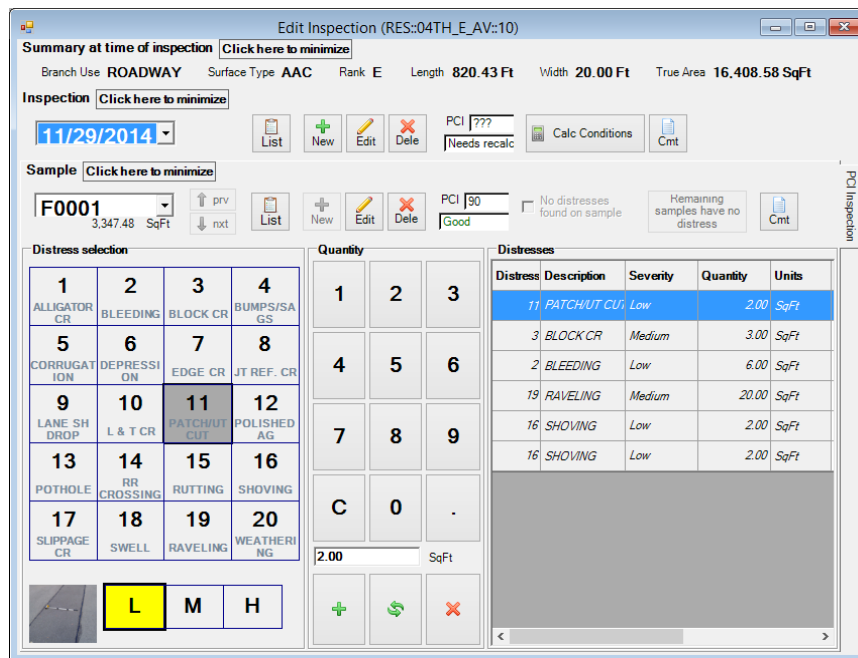 Edit Inspection (RES::04TH_E_AV::10)
Summary at time of inspection Click here to minimize
Branch Use ROADWAY Surface Type AAC Rank E Length 820.43 Ft Width 20.00 Ft True Area 16,408.58 SqFt
Inspection Click here to minimize
11/29/2014 List New Edit Dele PCI ??? Needs recalc Calc Conditions Cmt
Sample Click here to minimize
F0001 3,347.48 SqFt prv nxt List New Edit Dele PCI 90 Good No distresses found on sample Remaining samples have no distress Cmt
PCI Inspection
Distress selection
1 ALLIGATOR CR
2 BLEEDING
3 BLOCK CR
4 BUMPS/SAGS
5 CORRUGATION
6 DEPRESSION
7 EDGE CR
8 JT REF. CR
9 LANE SH DROP
10 L & T CR
11 PATCH/UT CUT
12 POLISHED AG
13 POTHOLE
14 RR CROSSING
15 RUTTING
16 SHOVING
17 SLIPPAGE CR
18 SWELL
19 RAVELING
20 WEATHERING
L M H
Quantity
1 2 3
4 5 6
7 8 9
C 0 .
2.00 SqFt
Distresses
Distress Description Severity Quantity Units
11 PATCH/UT CUT Low 2.00 SqFt
3 BLOCK CR Medium 3.00 SqFt
2 BLEEDING Low 6.00 SqFt
19 RAVELING Medium 20.00 SqFt
16 SHOVING Low 2.00 SqFt
16 SHOVING Low 2.00 SqFt